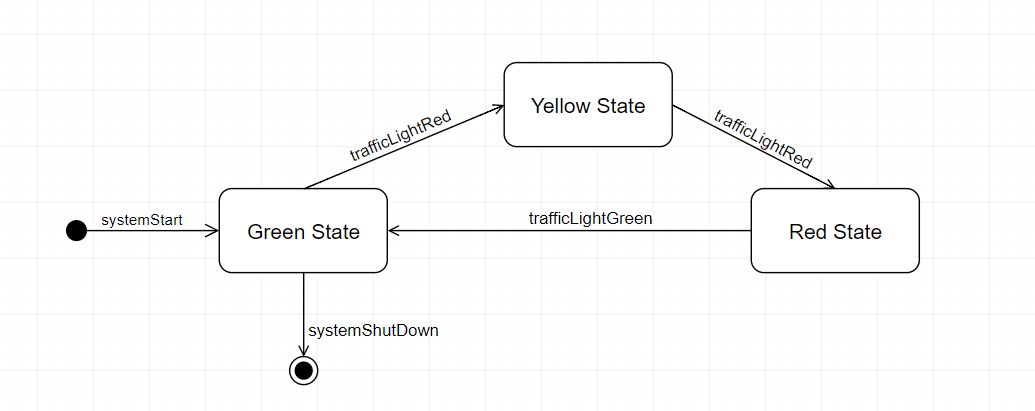 Yellow State
trafficLightRed
trafficLightRed
systemStart
Green State
trafficLightGreen
Red State
systemShutDown